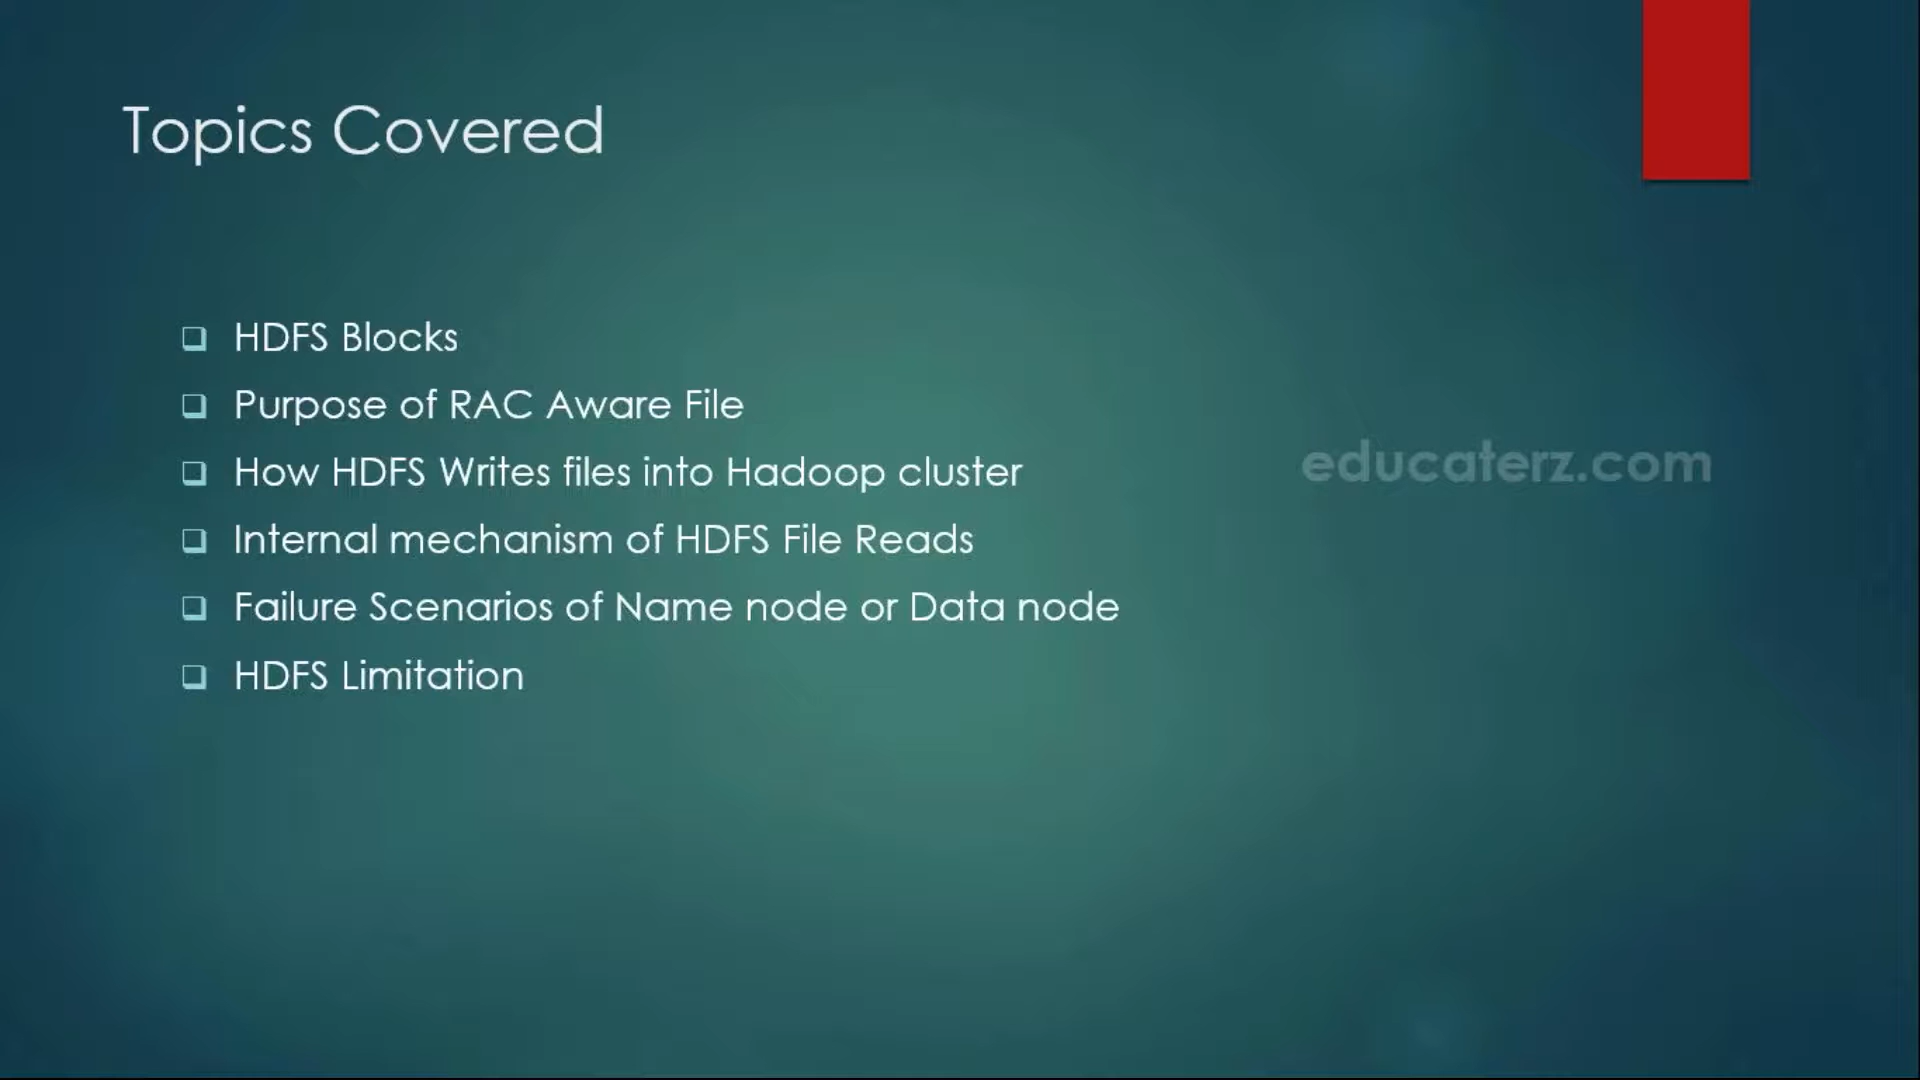 Topics Covered
HDFS Blocks
Purpose of RAC Aware File
How HDFS Writes files into Hadoop cluster
educaterz.com
Internal mechanism of HDFS File Reads
Failure Scenarios of Name node or Data node
HDFS Limitation